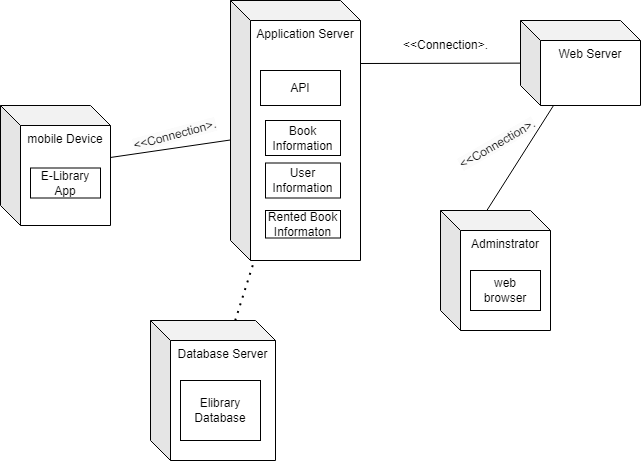 Application Server
<<Connection>.
Web Server
API
mobile Device
<<Connection>.
Book
Information
<<Connection>.
E-Library
App
User
Information
Rented Book
Informaton
Adminstrator
web
browser
Database Server
Elibrary
Database